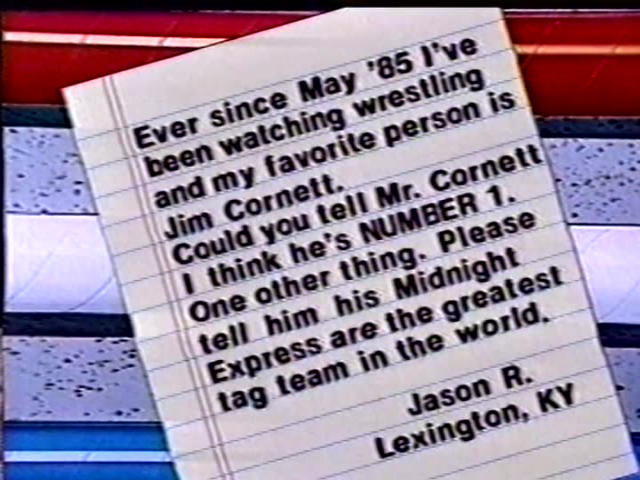 Ever since May '85 I've
been watching wrestling
and my favorite person is
Jim Cornett.
Could you tell Mr. Cornett
I think he's NUMBER 1.
One other thing. Please
tell him his Midnight
Express are the greatest
tag team in the world.
Jason R.
Lexington, KY